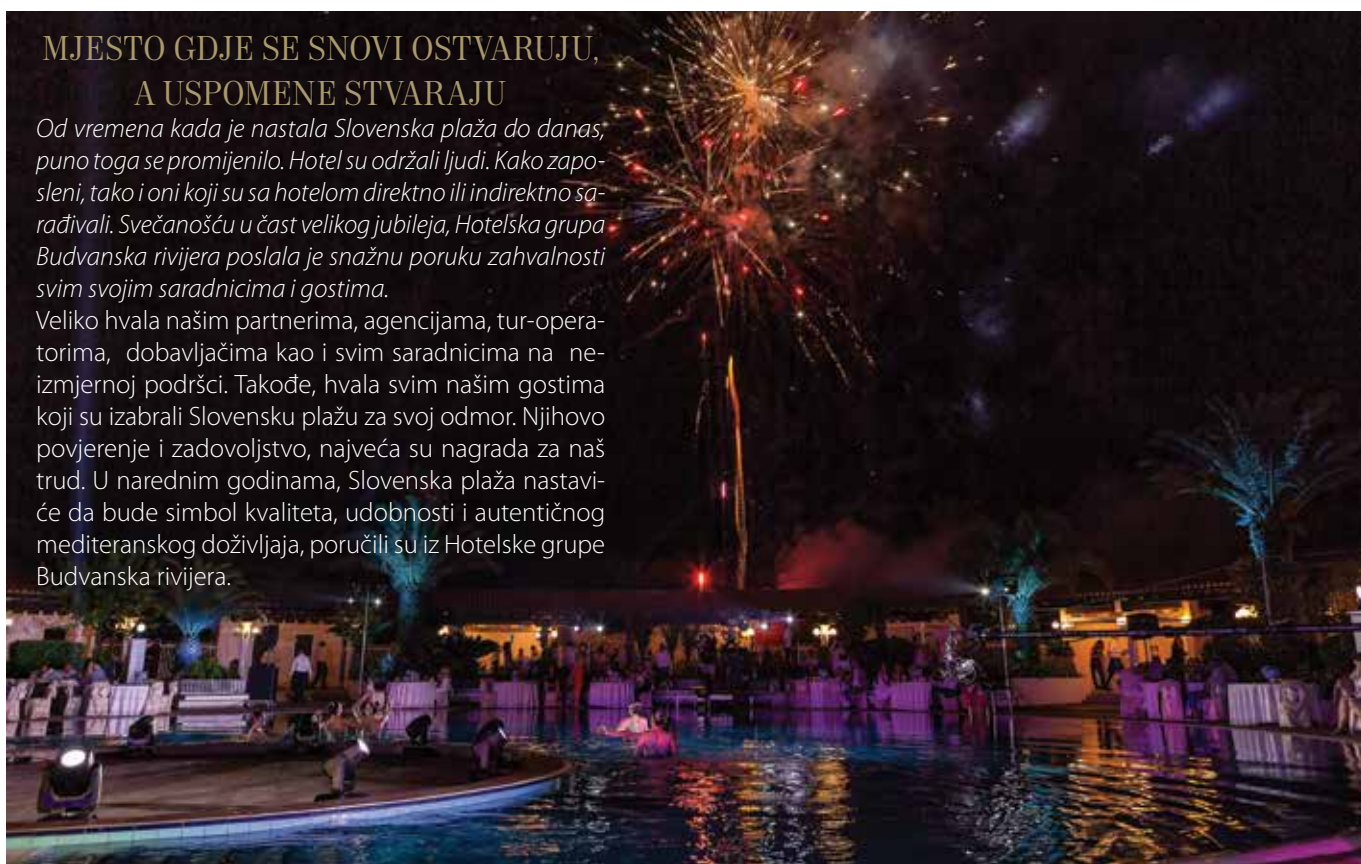 MJESTO GDJE SE SNOVI OSTVARUJU,
A USPOMENE STVARAJU
Od vremena kada je nastala Slovenska plaža do danas,
puno toga se promijenilo. Hotel su održali ljudi. Kako zapo-
sleni, tako i oni koji su sa hotelom direktno ili indirektno sa-
rađivali. Svečanošću u čast velikog jubileja, Hotelska grupa
Budvanska rivijera poslala je snažnu poruku zahvalnosti
svim svojim saradnicima i gostima.
Veliko hvala našim partnerima, agencijama, tur-opera-
torima, dobavljačima kao i svim saradnicima na ne-
izmjernoj podršci. Takođe, hvala svim našim gostima
koji su izabrali Slovensku plažu za svoj odmor. Njihovo
povjerenje i zadovoljstvo, najveća su nagrada za naš
trud. U narednim godinama, Slovenska plaža nastavi-
će da bude simbol kvaliteta, udobnosti i autentičnog
mediteranskog doživljaja, poručili su iz Hotelske grupe
Budvanska rivijera.